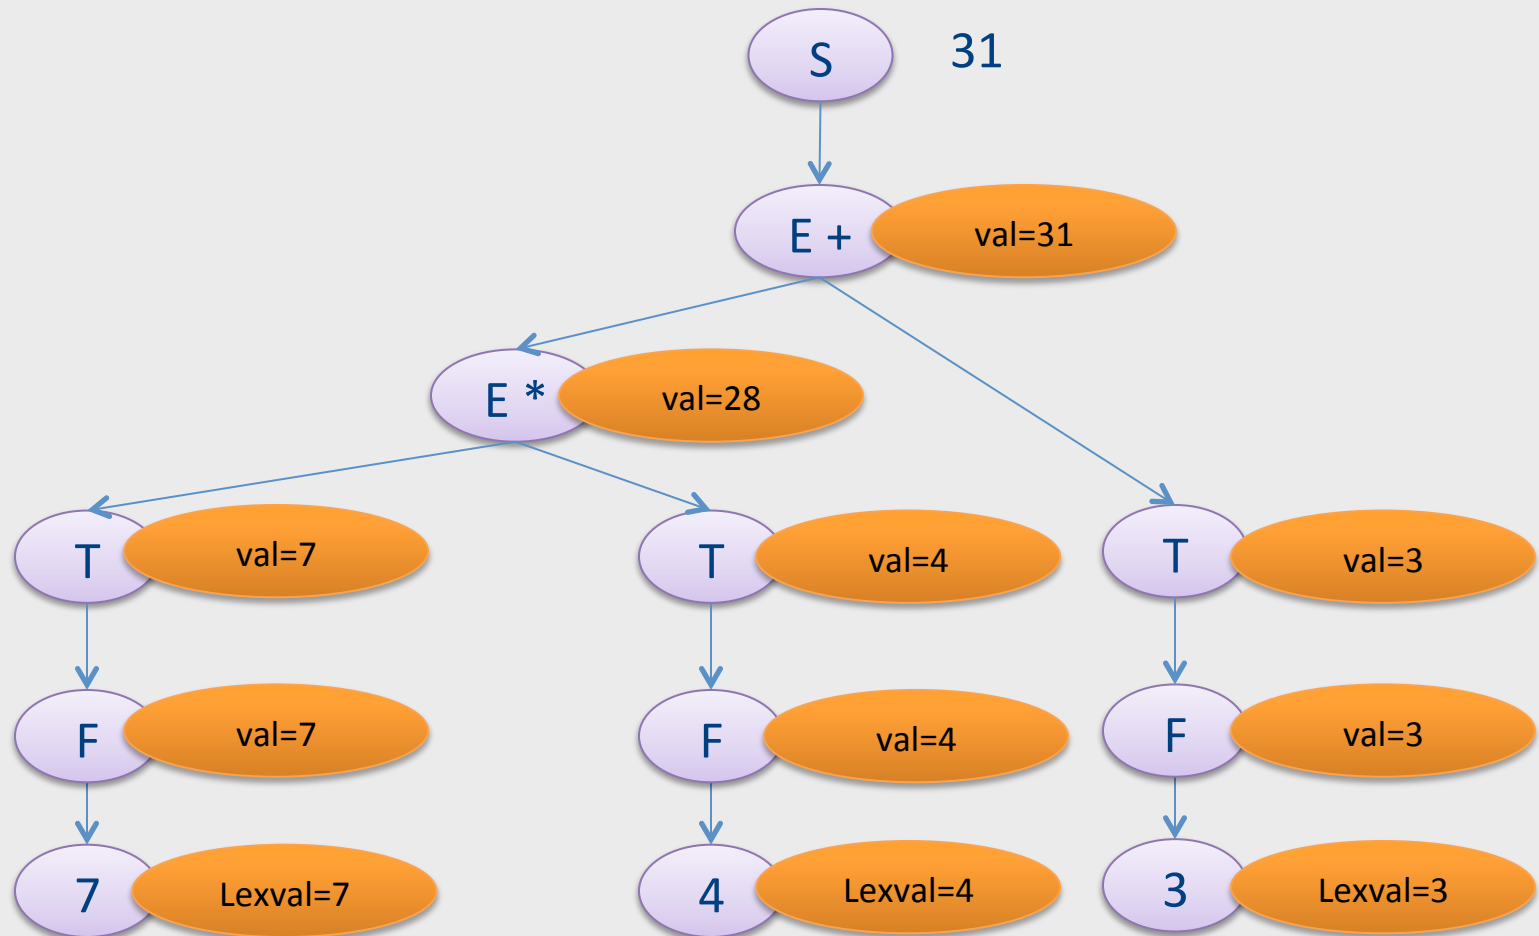 S 31
E + val=31
E * val=28
T val=7 T val=4 T val=3
F val=7 F val=4 F val=3
7 Lexval=7 4 Lexval=4 3 Lexval=3